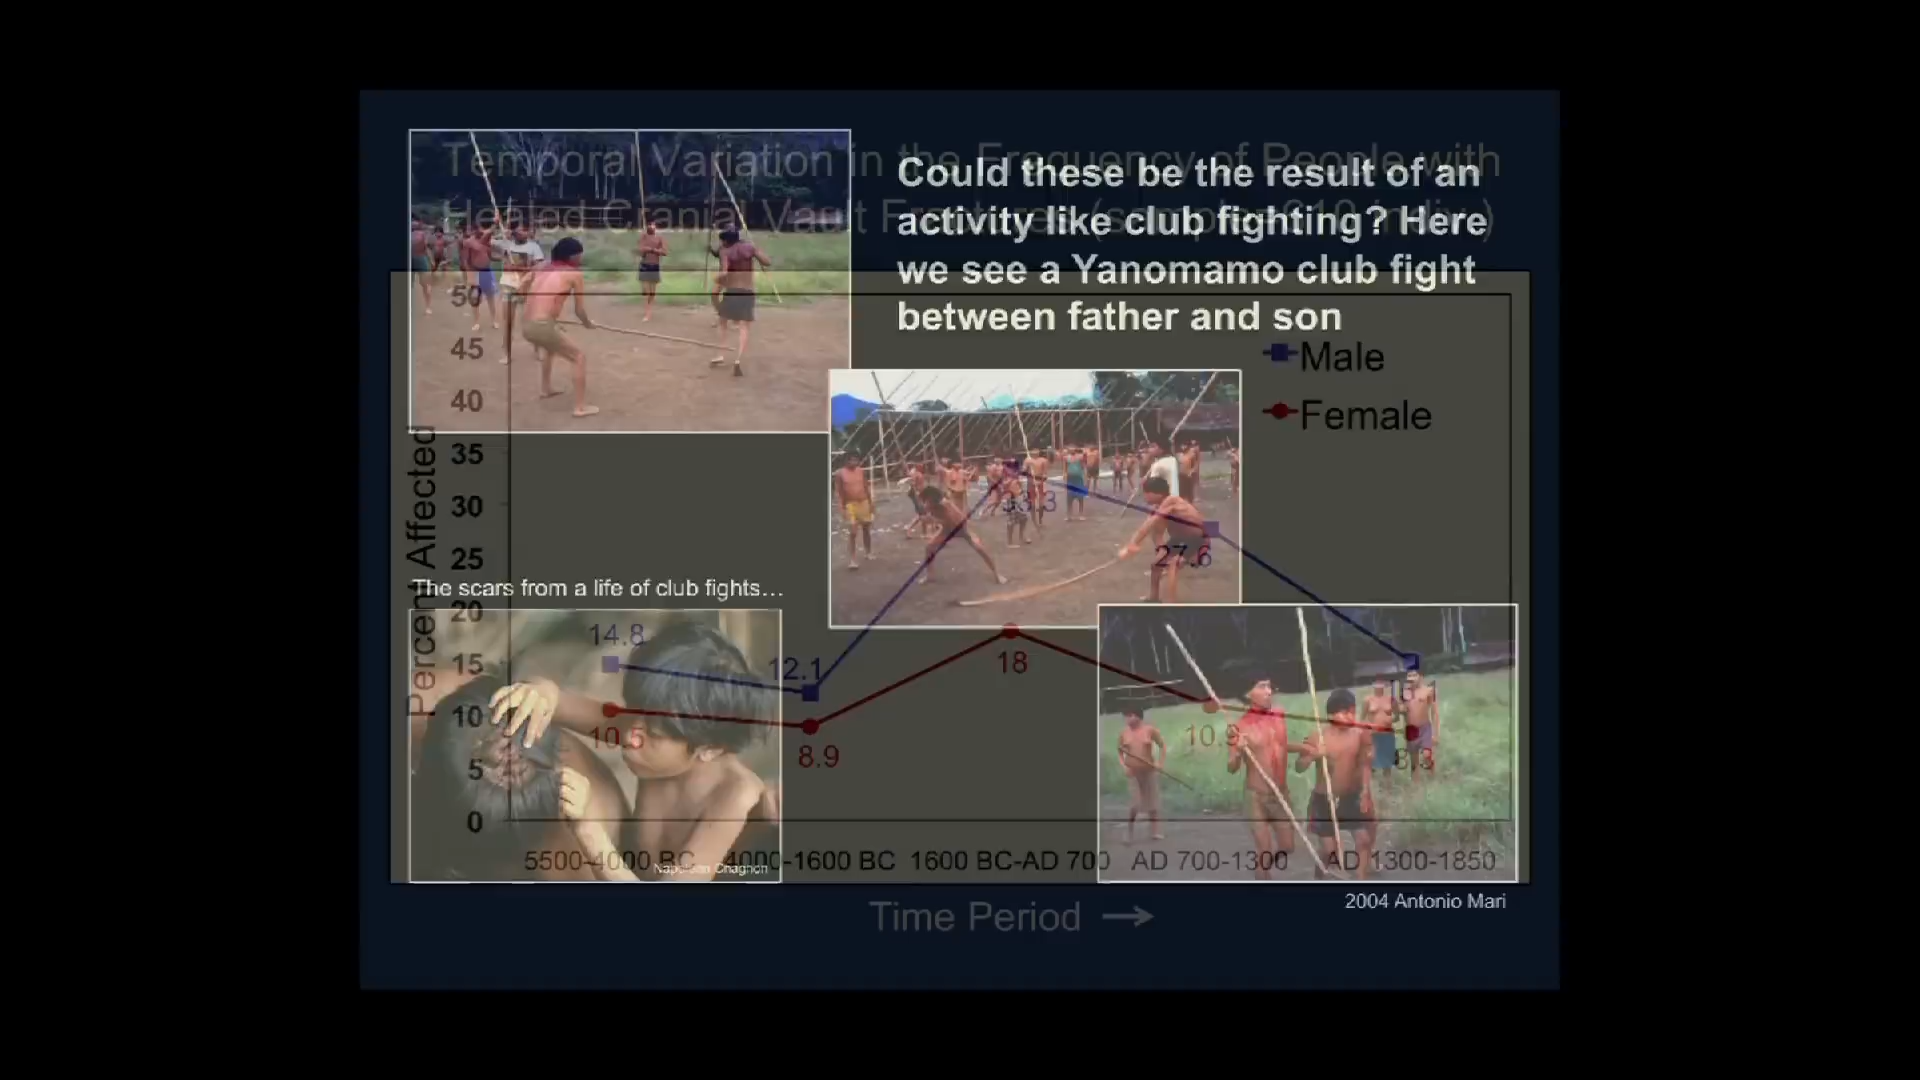 Temporal Variation in the Frequency of People with
Healed Cranial Vault Fractures (sample
Could these be the result of an
activity like club fighting? Here
we see a Yanomamo club fight
between father and son
Male
Female
Percent Affected
50
45
40
35
30
25
20
15
10
5
0
The scars from a life of club fights…
14.8
12.1
33.3
27.6
10.5
8.9
18
10.9
8.3
Napoleon Chagnon
5500-4000 BC
4000-1600 BC
1600 BC-AD 700
AD 700-1300
AD 1300-1850
2004 Antonio Mari
Time Period →